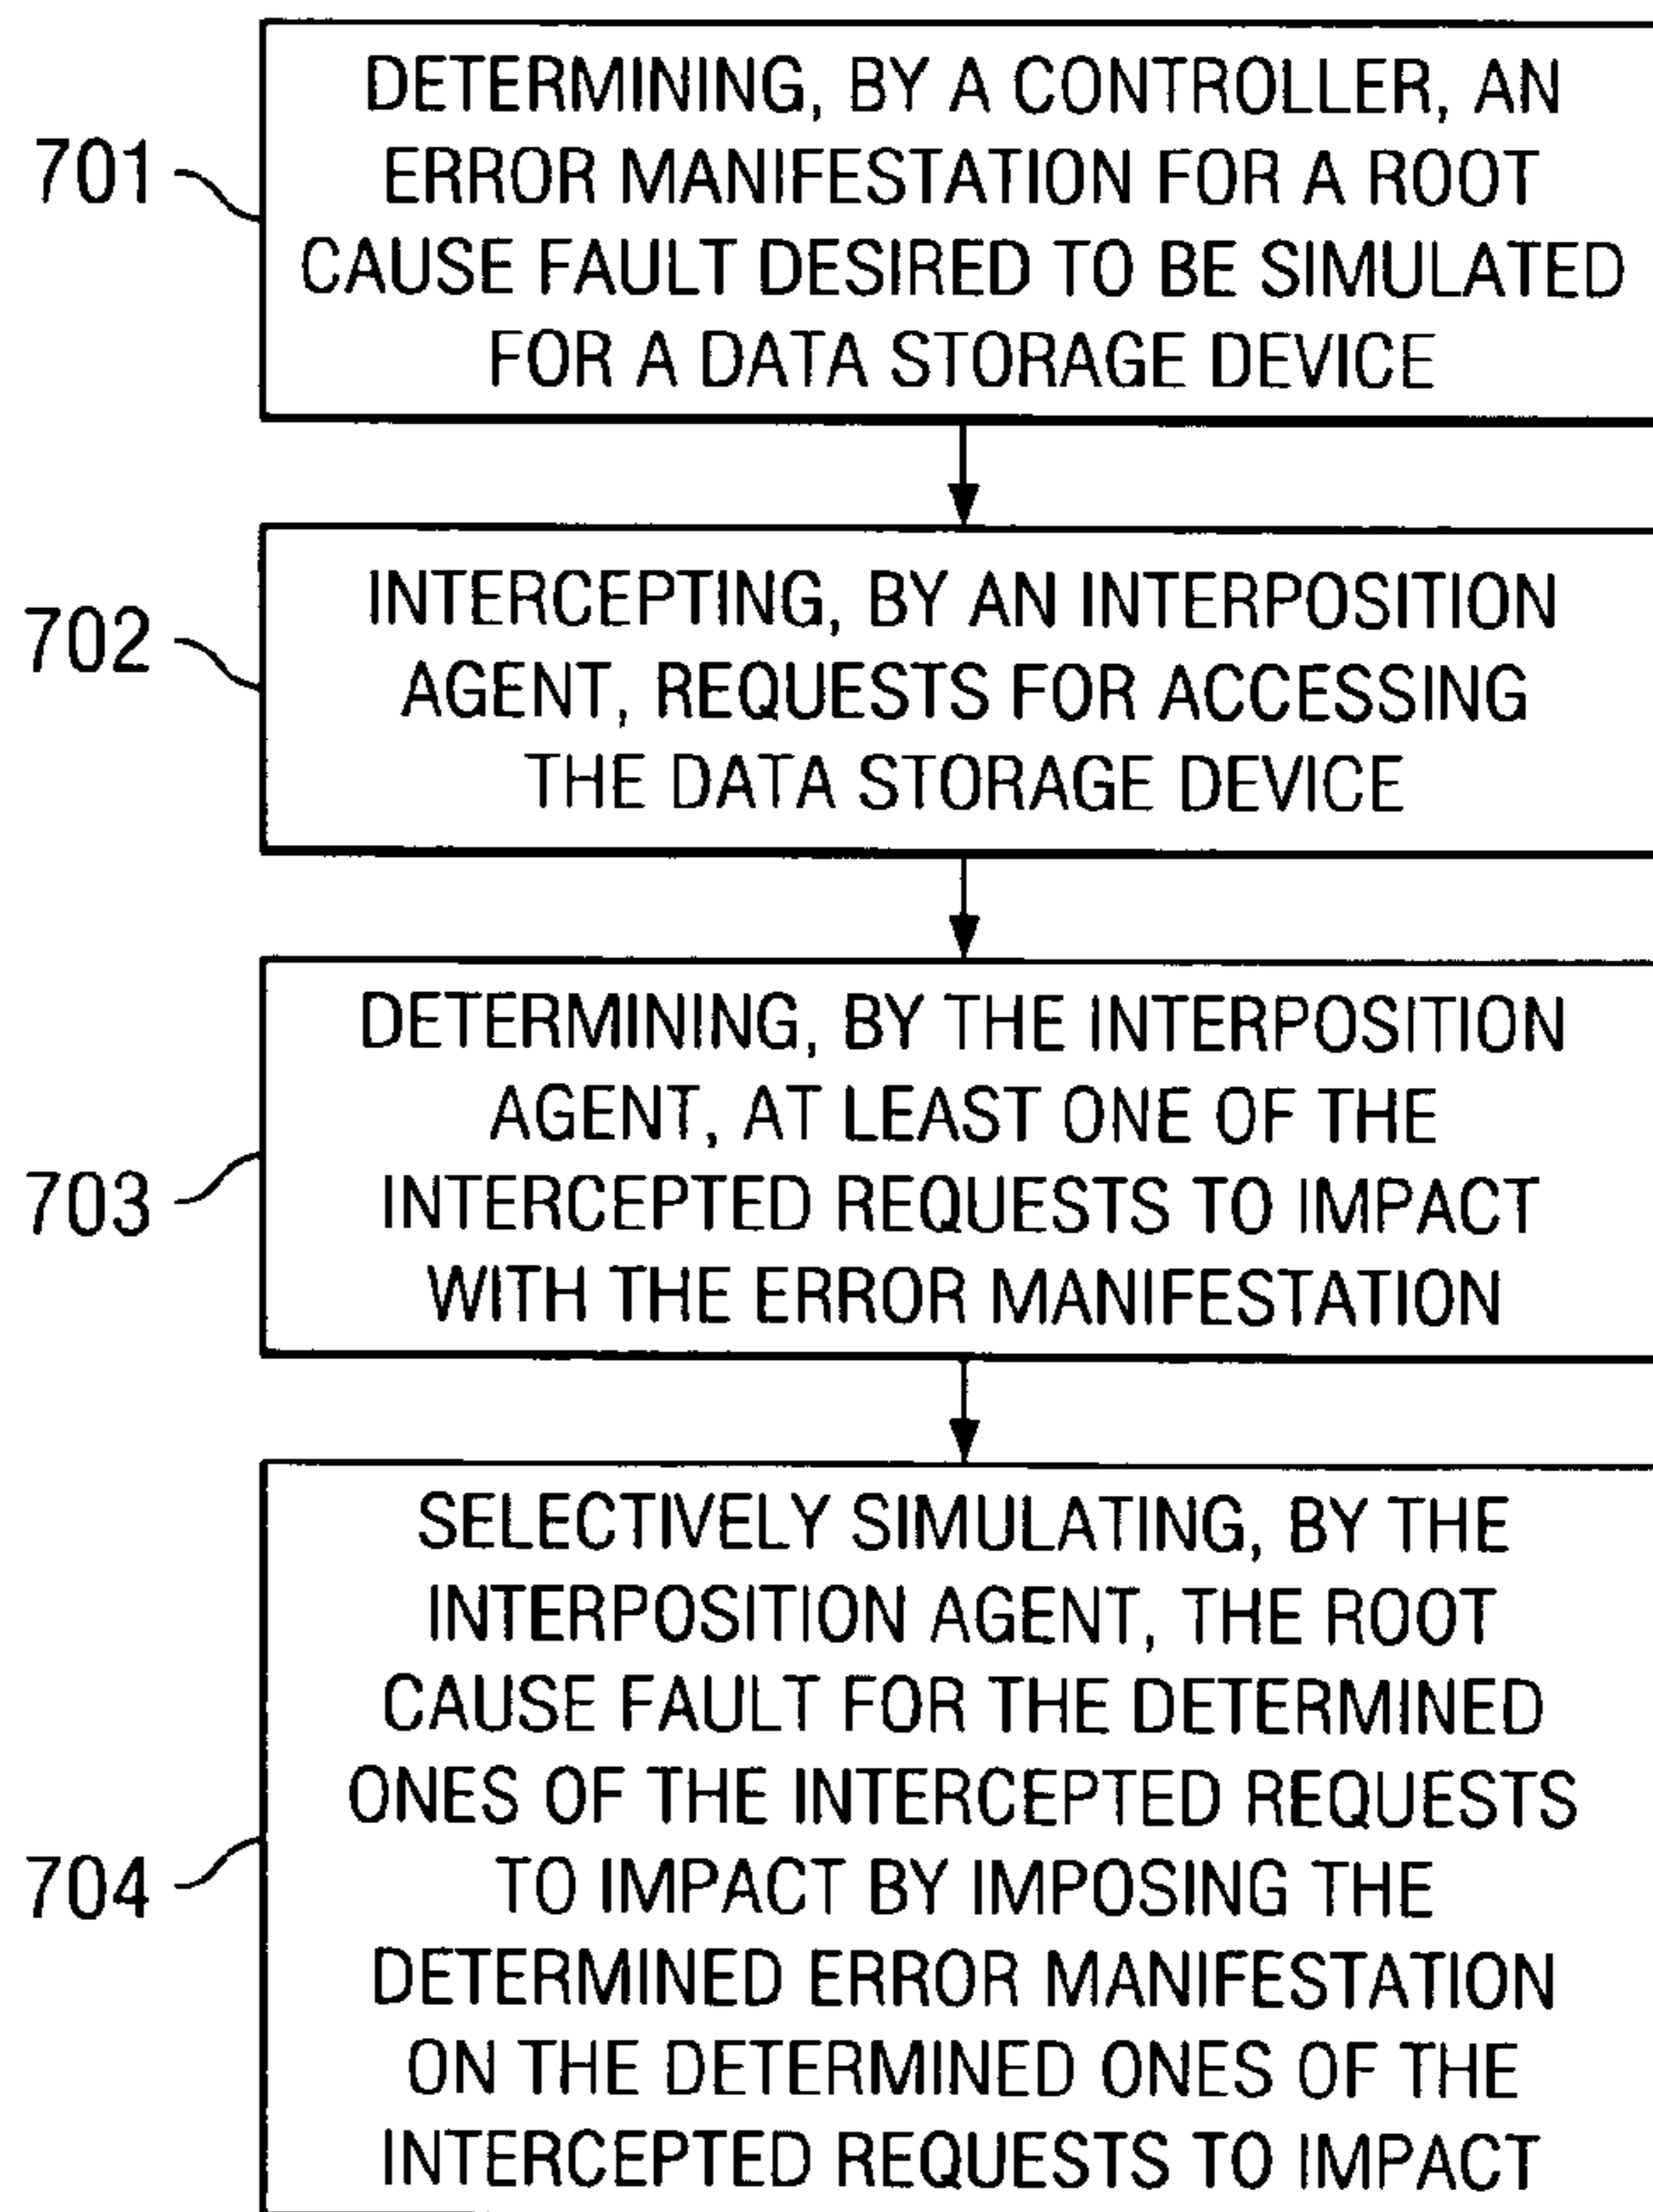 DETERMINING, BY A CONTROLLER, AN
ERROR MANIFESTATION FOR A ROOT
CAUSE FAULT DESIRED TO BE SIMULATED
FOR A DATA STORAGE DEVICE
701
INTERCEPTING, BY AN INTERPOSITION
AGENT, REQUESTS FOR ACCESSING
THE DATA STORAGE DEVICE
702
DETERMINING, BY THE INTERPOSITION
AGENT, AT LEAST ONE OF THE
INTERCEPTED REQUESTS TO IMPACT
WITH THE ERROR MANIFESTATION
703
SELECTIVELY SIMULATING, BY THE
INTERPOSITION AGENT, THE ROOT
CAUSE FAULT FOR THE DETERMINED
ONES OF THE INTERCEPTED REQUESTS
TO IMPACT BY IMPOSING THE
DETERMINED ERROR MANIFESTATION
ON THE DETERMINED ONES OF THE
INTERCEPTED REQUESTS TO IMPACT
704